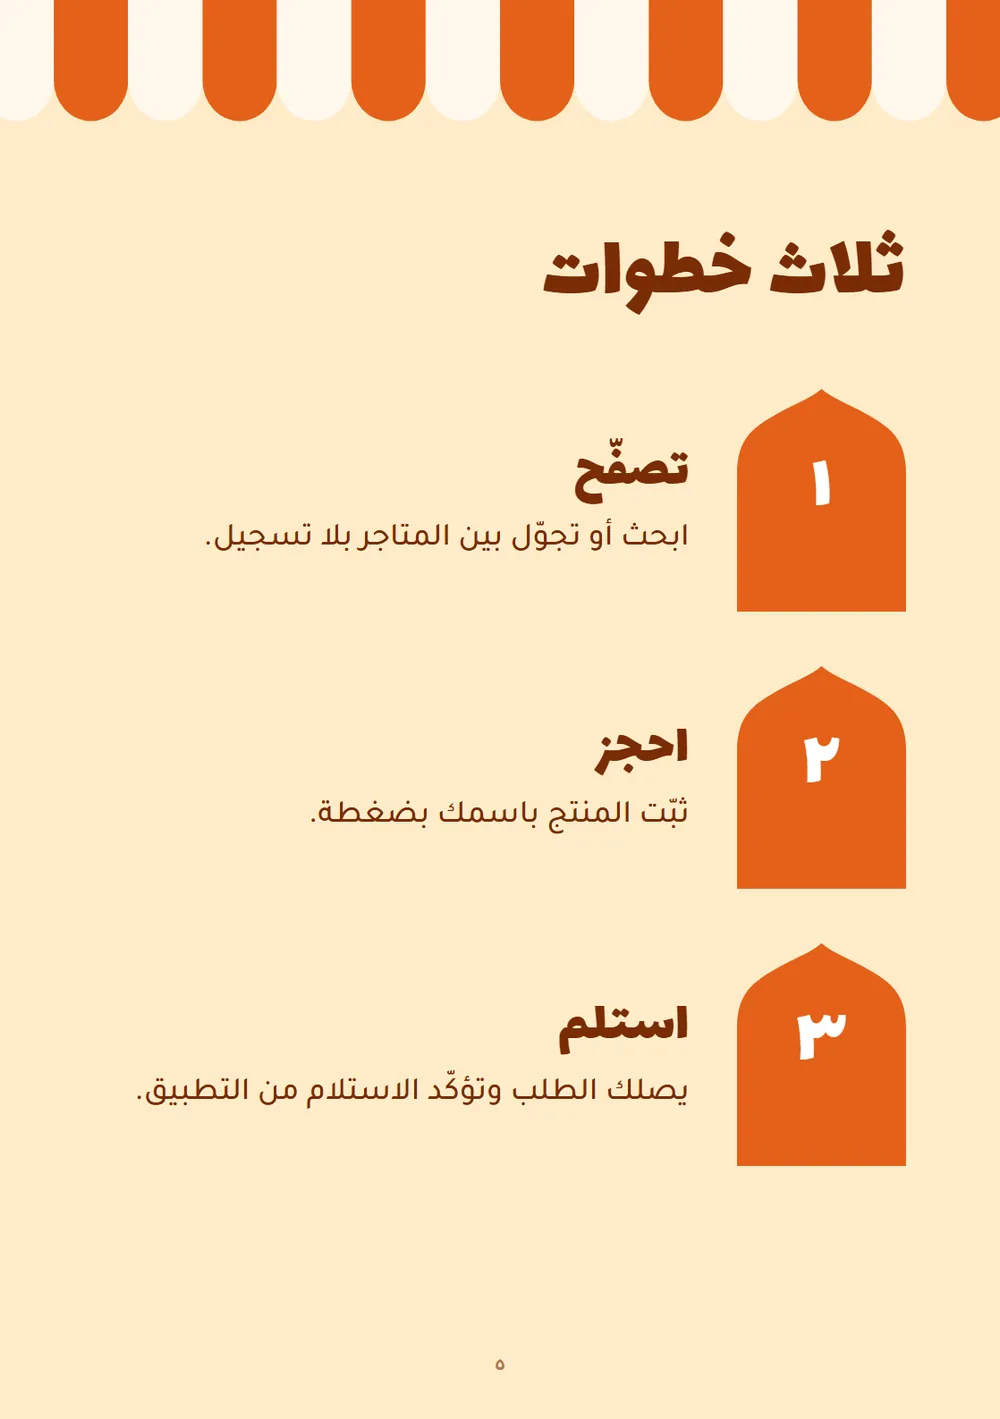 ثلاث خطوات
١
تصفّح
ابحث أو تجوّل بين المتاجر بلا تسجيل.
٢
احجز
ثبّت المنتج باسمك بضغطة.
٣
استلم
يصلك الطلب وتؤكّد الاستلام من التطبيق.
٥